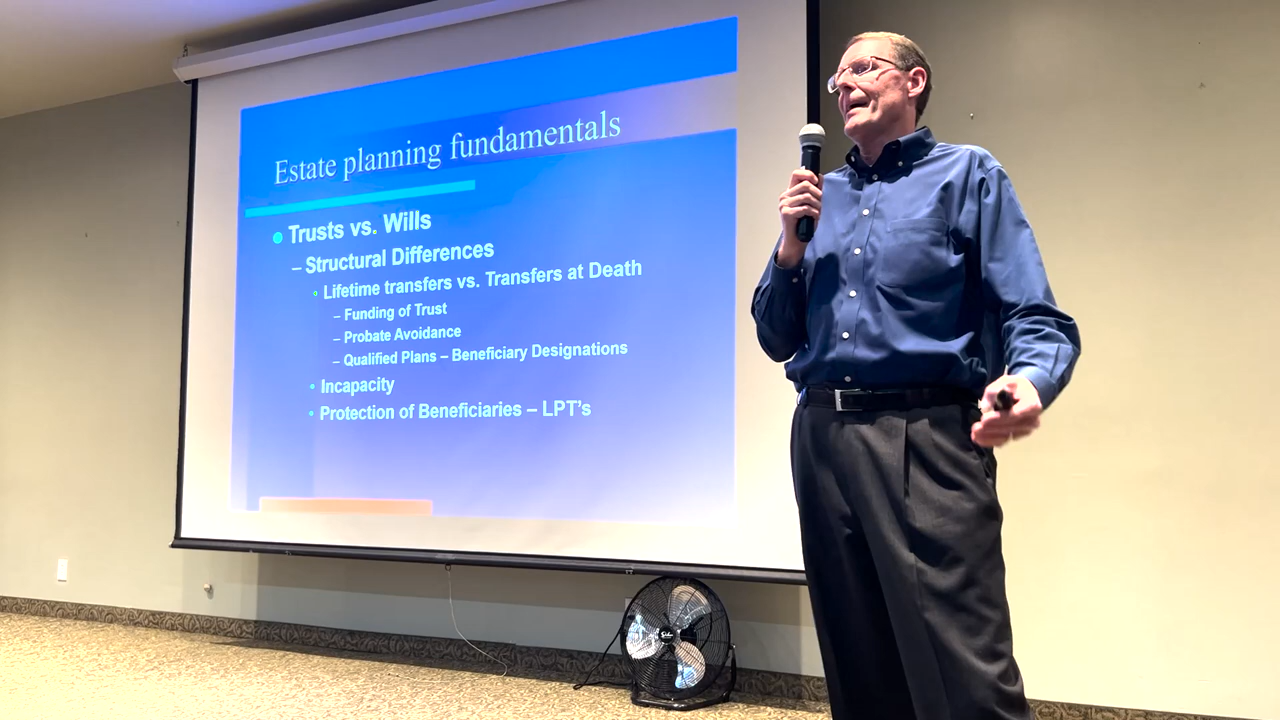 Estate planning fundamentals
Trusts vs. Wills
– Structural Differences
Lifetime transfers vs. Transfers at Death
– Funding of Trust
– Probate Avoidance
– Qualified Plans – Beneficiary Designations
Incapacity
Protection of Beneficiaries – LPT's